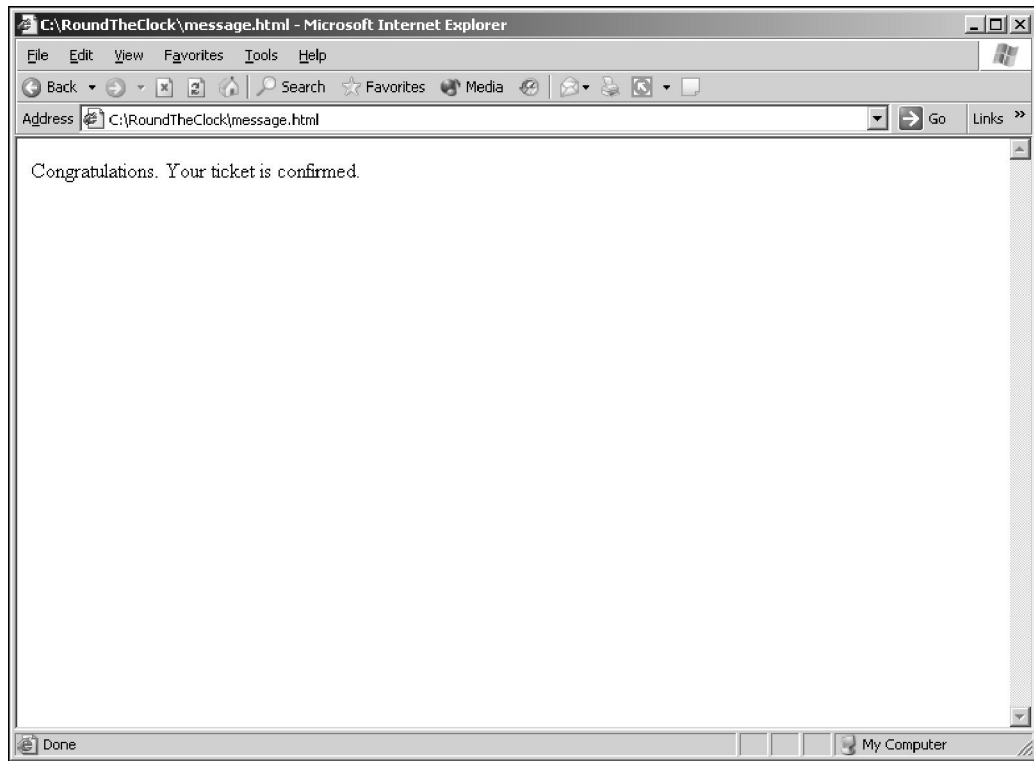 C:\RoundTheClock\message.html - Microsoft Internet Explorer
File Edit View Favorites Tools Help
Back Search Favorites Media
Address C:\RoundTheClock\message.html Go Links »
Congratulations. Your ticket is confirmed.
Done My Computer